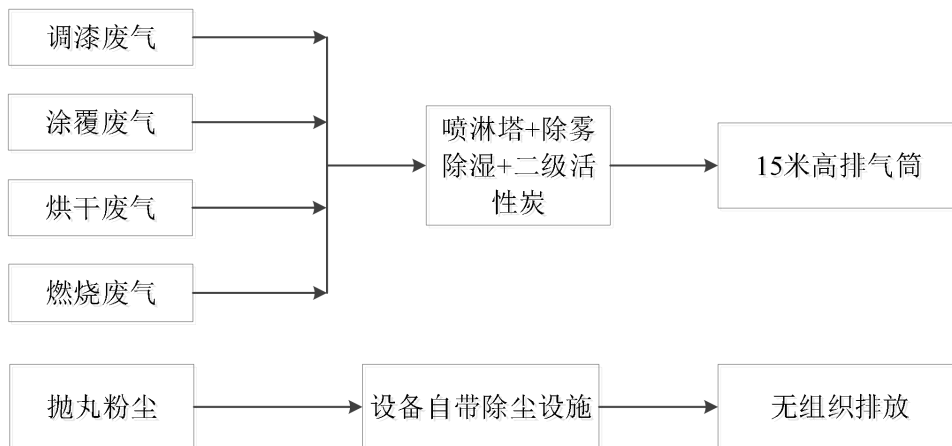 调漆废气
涂覆废气
烘干废气
燃烧废气
喷淋塔+除雾
除湿+二级活
性炭
15米高排气筒
抛丸粉尘
设备自带除尘设施
无组织排放